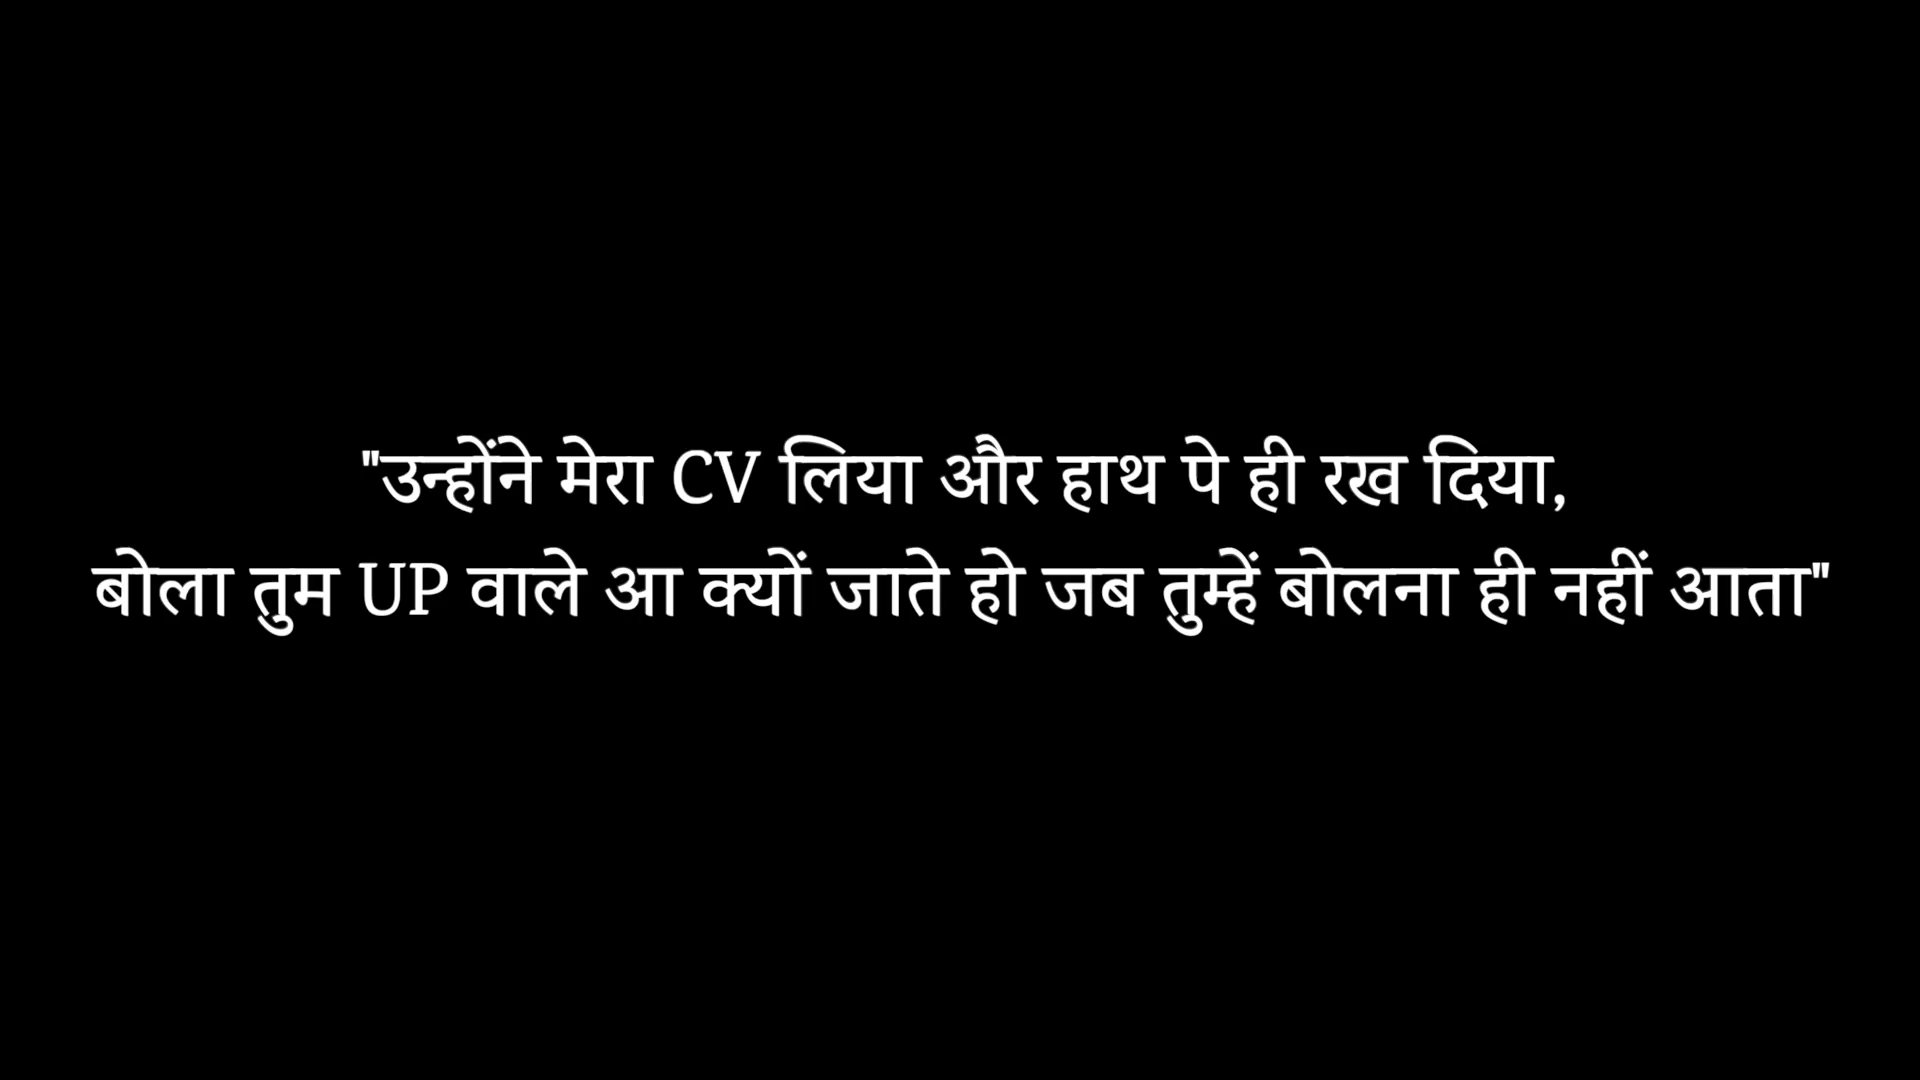 "उन्होंने मेरा CV लिया और हाथ पे ही रख दिया,
बोला तुम UP वाले आ क्यों जाते हो जब तुम्हें बोलना ही नहीं आता"